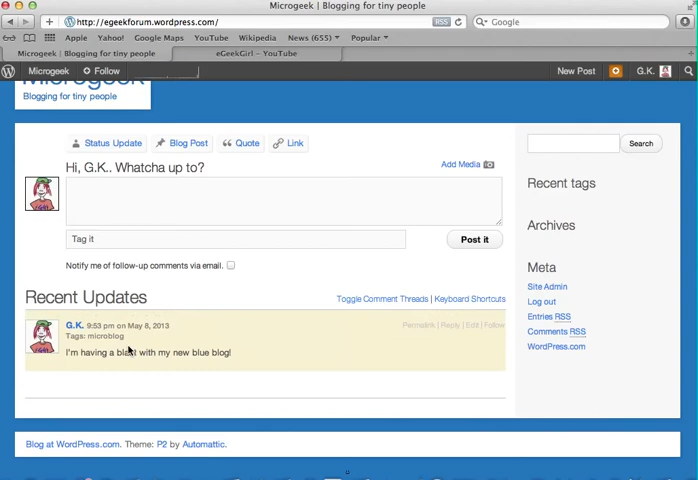 Microgeek | Blogging for tiny people
http://egeekforum.wordpress.com/
RSS
Google
Apple Yahoo! Google Maps YouTube Wikipedia News (655) Popular
Microgeek | Blogging for tiny people
eGeekGirl – YouTube
Microgeek Follow New Post G.K.
Microgeek
Blogging for tiny people
Status Update Blog Post Quote Link
Hi, G.K.. Whatcha up to?
Add Media
Tag it
Post it
Notify me of follow-up comments via email.
Recent Updates
Toggle Comment Threads | Keyboard Shortcuts
G.K. 9:53 pm on May 8, 2013
Permalink | Reply | Edit | Follow
Tags: microblog
I'm having a blast with my new blue blog!
Search
Recent tags
Archives
Meta
Site Admin
Log out
Entries RSS
Comments RSS
WordPress.com
Blog at WordPress.com. Theme: P2 by Automattic.